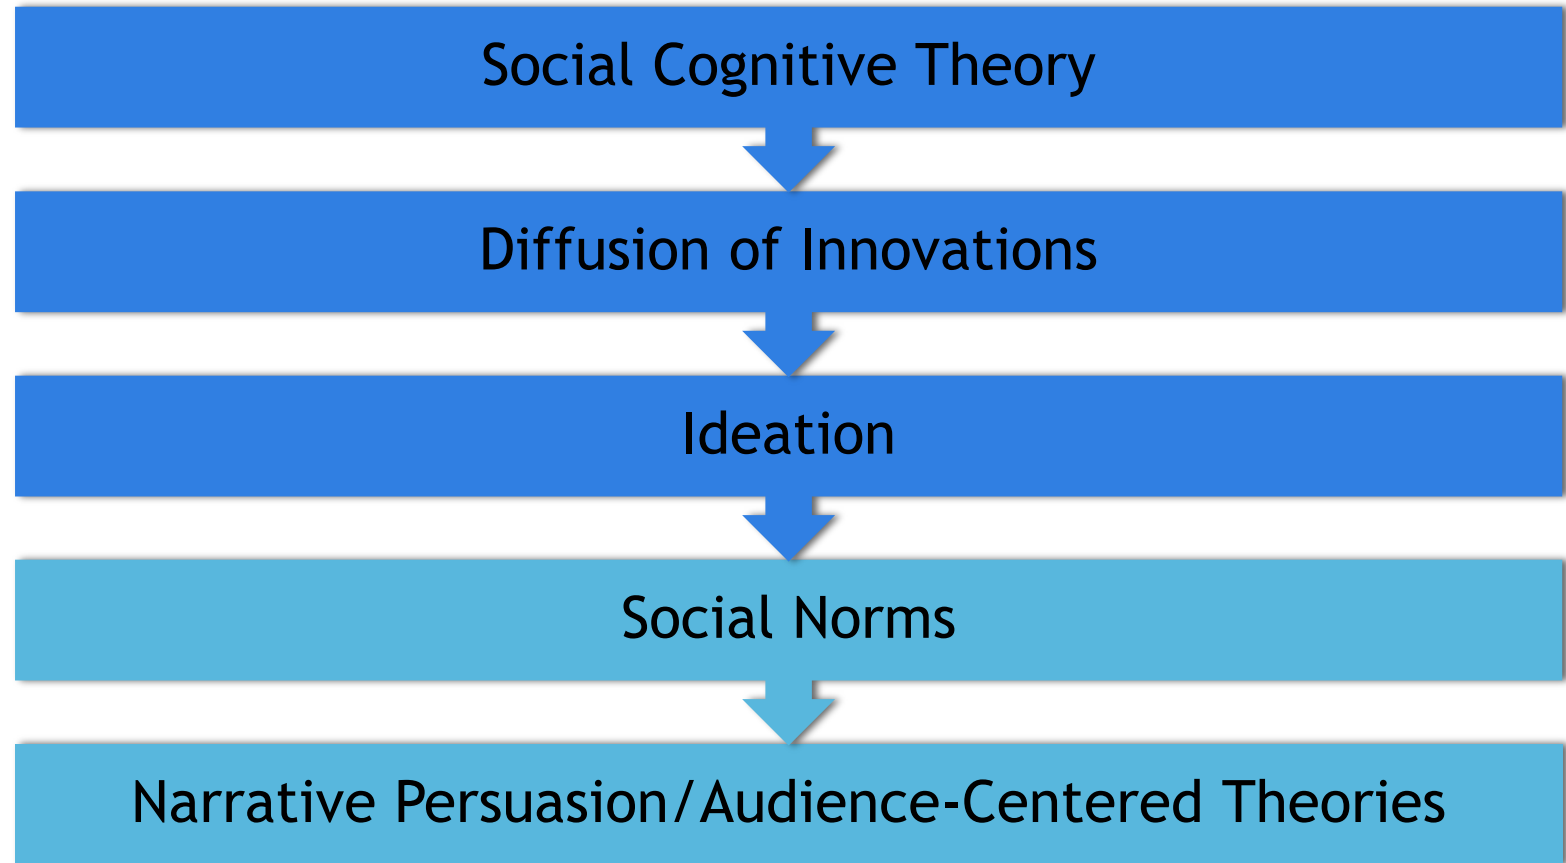 Social Cognitive Theory
Diffusion of Innovations
Ideation
Social Norms
Narrative Persuasion/Audience-Centered Theories